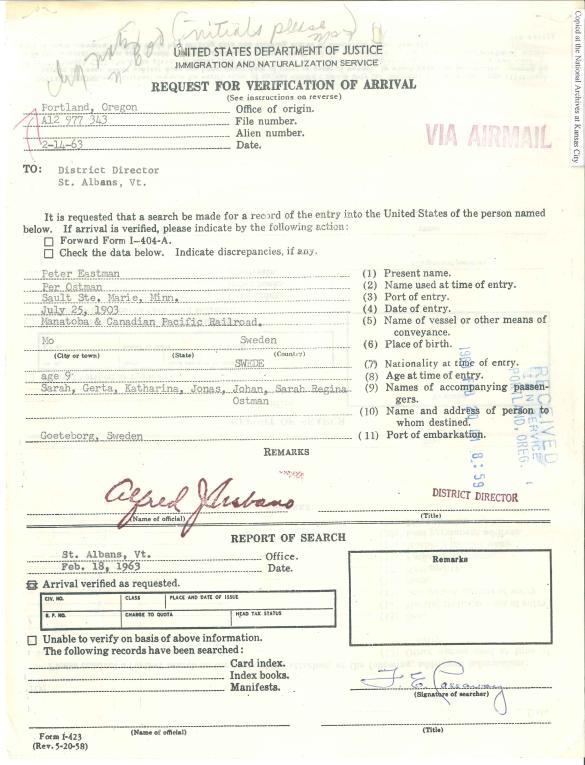 (initials please
UNITED STATES DEPARTMENT OF JUSTICE
IMMIGRATION AND NATURALIZATION SERVICE
REQUEST FOR VERIFICATION OF ARRIVAL
(See instructions on reverse)
Portland, Oregon Office of origin.
A12 977 343 File number.
Alien number.
2-14-63 Date.
VIA AIRMAIL
Copied at the National Archives at Kansas City
TO: District Director
St. Albans, Vt.
It is requested that a search be made for a record of the entry into the United States of the person named
below. If arrival is verified, please indicate by the following action:
Forward Form I-404-A.
Check the data below. Indicate discrepancies, if any.
Peter Eastman (1) Present name.
Per Ostman (2) Name used at time of entry.
Sault Ste. Marie, Minn. (3) Port of entry.
July 25, 1903 (4) Date of entry.
Manatoba & Canadian Pacific Railroad. (5) Name of vessel or other means of
conveyance.
Mo Sweden (6) Place of birth.
(City or town) (State) (Country)
SWEDE (7) Nationality at time of entry.
age 9 (8) Age at time of entry.
Sarah, Gerta, Katharina, Jonas, Johan, Sarah Regina (9) Names of accompanying passen-
Ostman gers.
(10) Name and address of person to
whom destined.
Goeteborg, Sweden (11) Port of embarkation.
RECEIVED
PORTLAND, OREG.
8:59
REMARKS
Alfred J Urbano
DISTRICT DIRECTOR
(Name of official) (Title)
REPORT OF SEARCH
St. Albans, Vt. Office.
Feb. 18, 1963 Date.
Remarks
Arrival verified as requested.
CIV. NO. CLASS PLACE AND DATE OF ISSUE
R. P. NO. CHARGE TO QUOTA HEAD TAX STATUS
Unable to verify on basis of above information.
The following records have been searched:
Card index.
Index books.
Manifests.
(Signature of searcher)
(Name of official) (Title)
Form I-423
(Rev. 5-20-58)